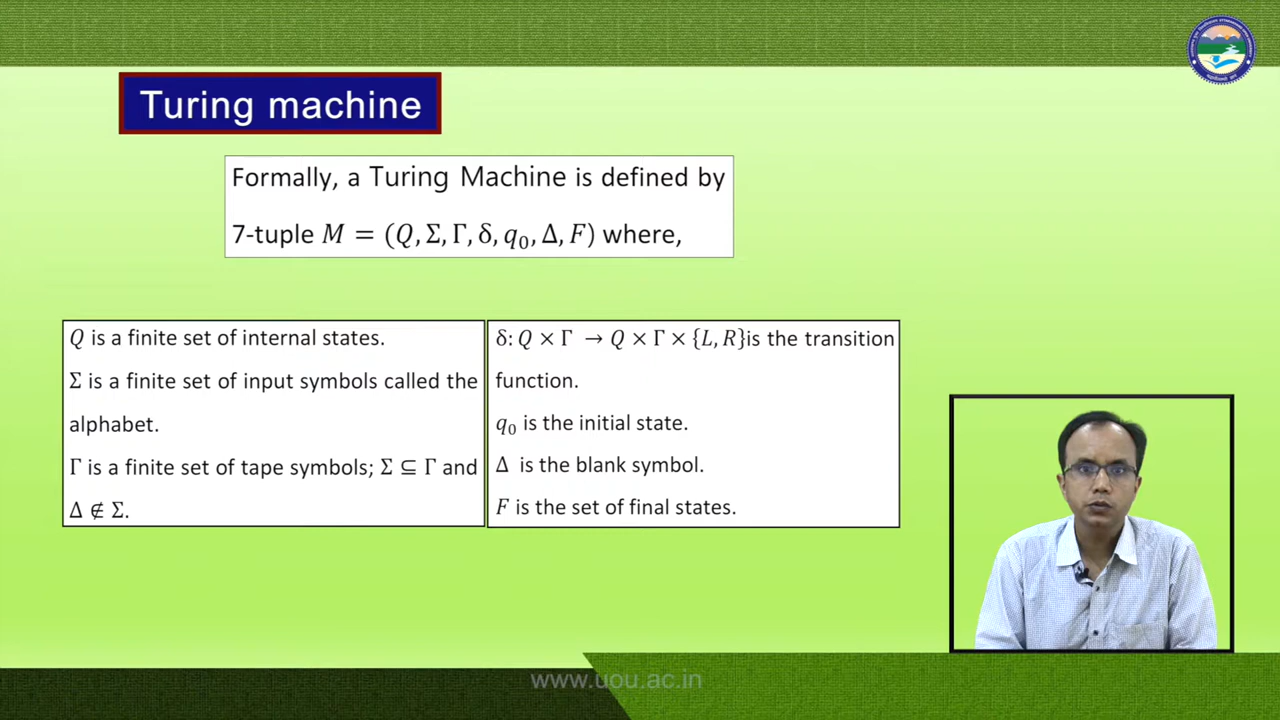 Turing machine
Formally, a Turing Machine is defined by
7-tuple M = (Q, Σ, Γ, δ, q₀, Δ, F) where,
Q is a finite set of internal states.
Σ is a finite set of input symbols called the
alphabet.
Γ is a finite set of tape symbols; Σ ⊆ Γ and
Δ ∉ Σ.
δ: Q × Γ → Q × Γ × {L, R}is the transition
function.
q₀ is the initial state.
Δ is the blank symbol.
F is the set of final states.
www.uou.ac.in